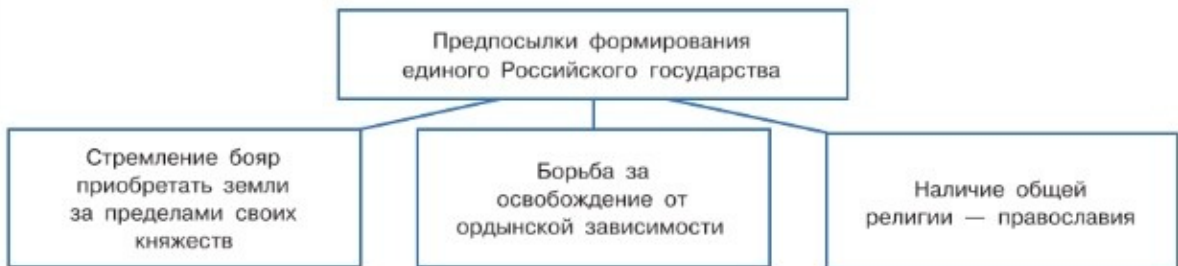 Предпосылки формирования
единого Российского государства
Стремление бояр
приобретать земли
за пределами своих
княжеств
Борьба за
освобождение от
ордынской зависимости
Наличие общей
религии — православия